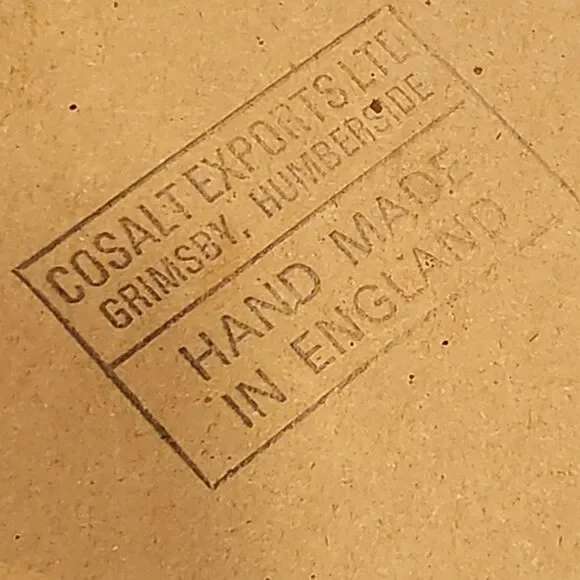 COSALT EXPORTS LTD.
GRIMSBY, HUMBERSIDE
HAND MADE
IN ENGLAND